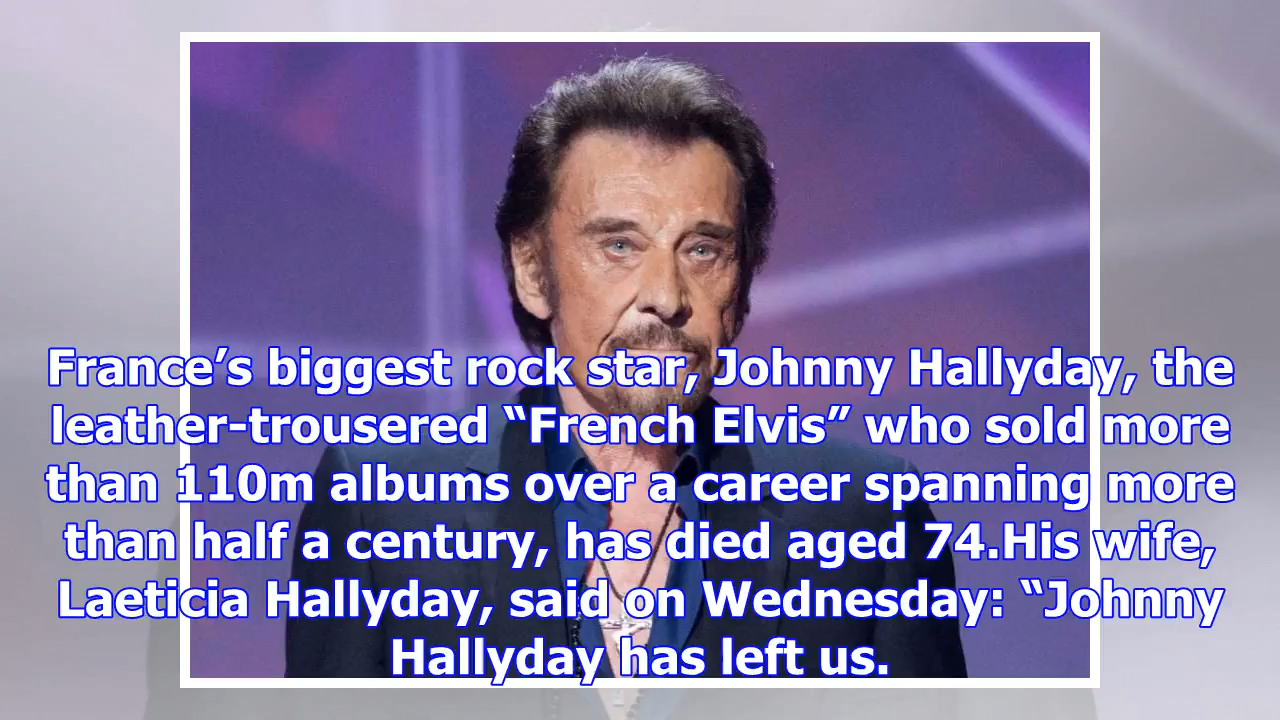 France’s biggest rock star, Johnny Hallyday, the
leather-trousered “French Elvis” who sold more
than 110m albums over a career spanning more
than half a century, has died aged 74.His wife,
Laeticia Hallyday, said on Wednesday: “Johnny
Hallyday has left us.